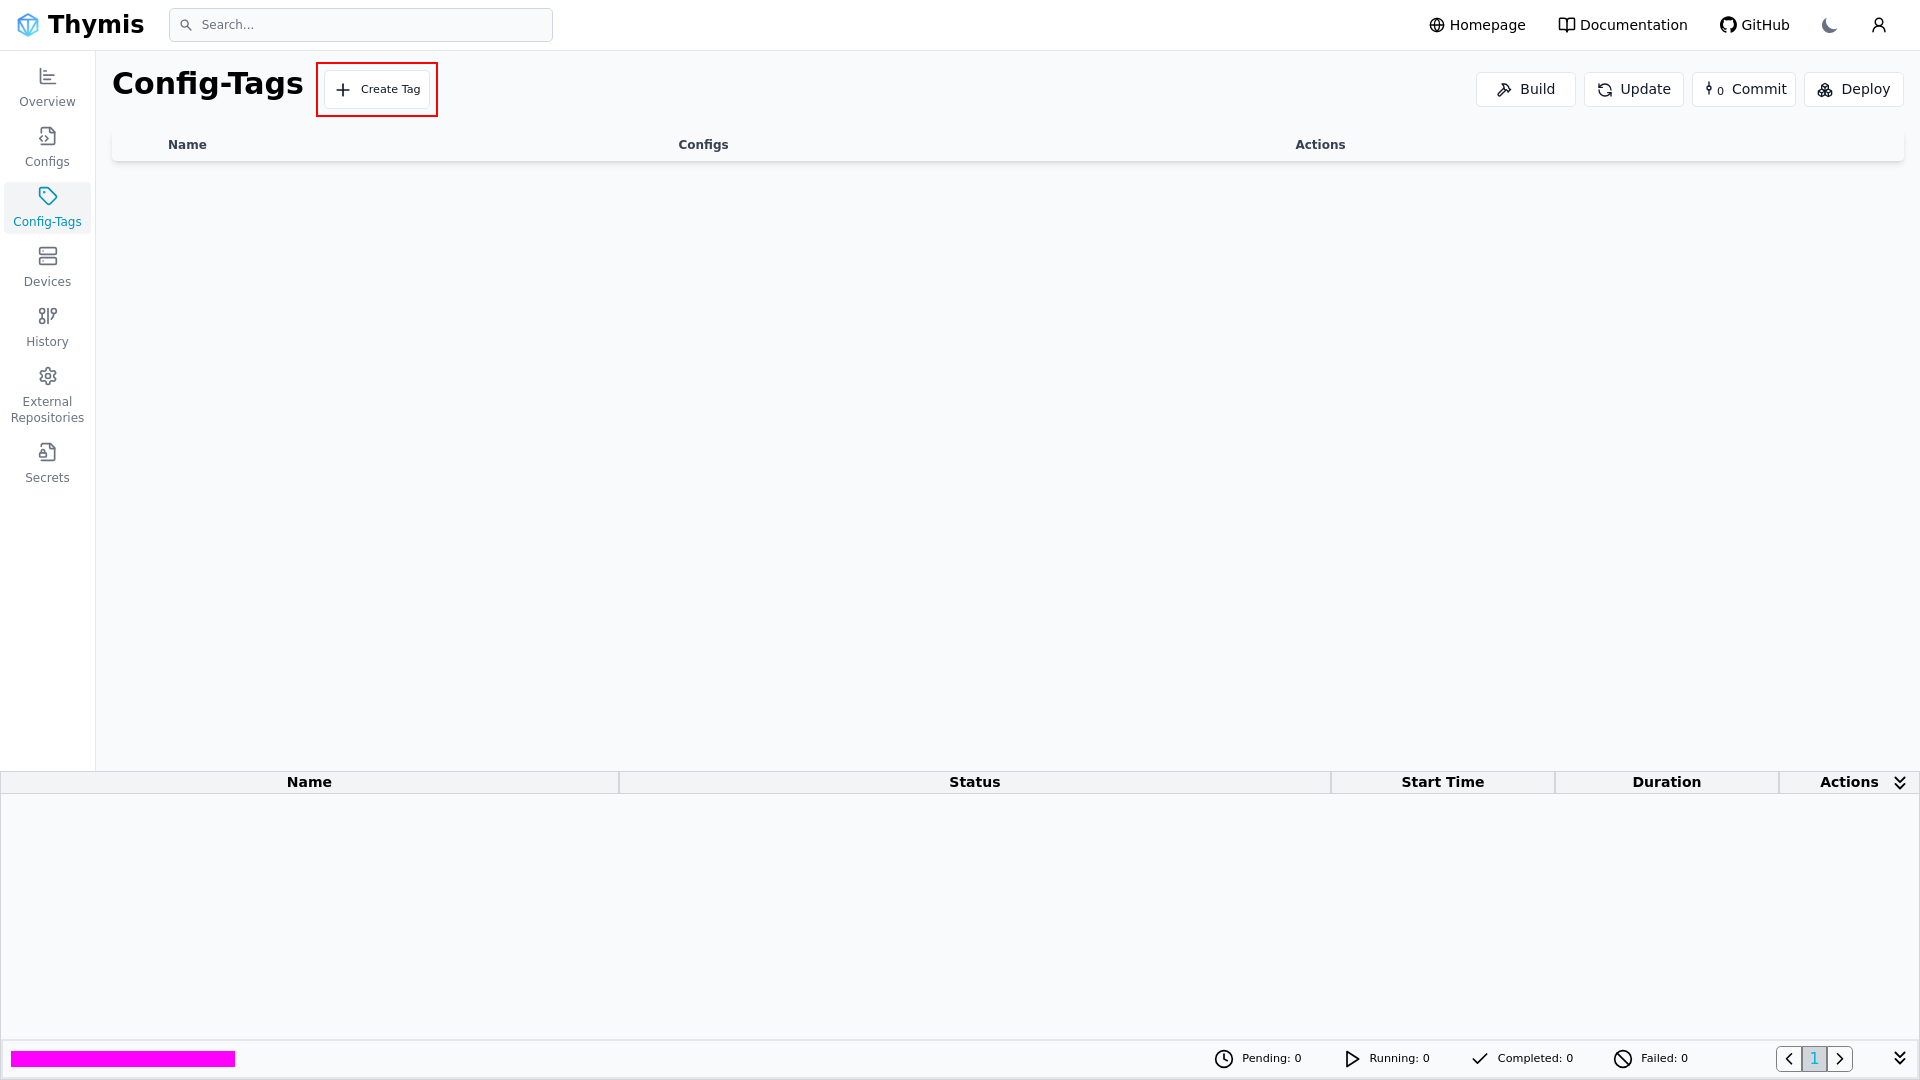 Thymis
Search...
Homepage
Documentation
GitHub
Overview
Configs
Config-Tags
Devices
History
External
Repositories
Secrets
Config-Tags
Create Tag
Build
Update
0 Commit
Deploy
Name Configs Actions
Name Status Start Time Duration Actions
Pending: 0
Running: 0
Completed: 0
Failed: 0
1